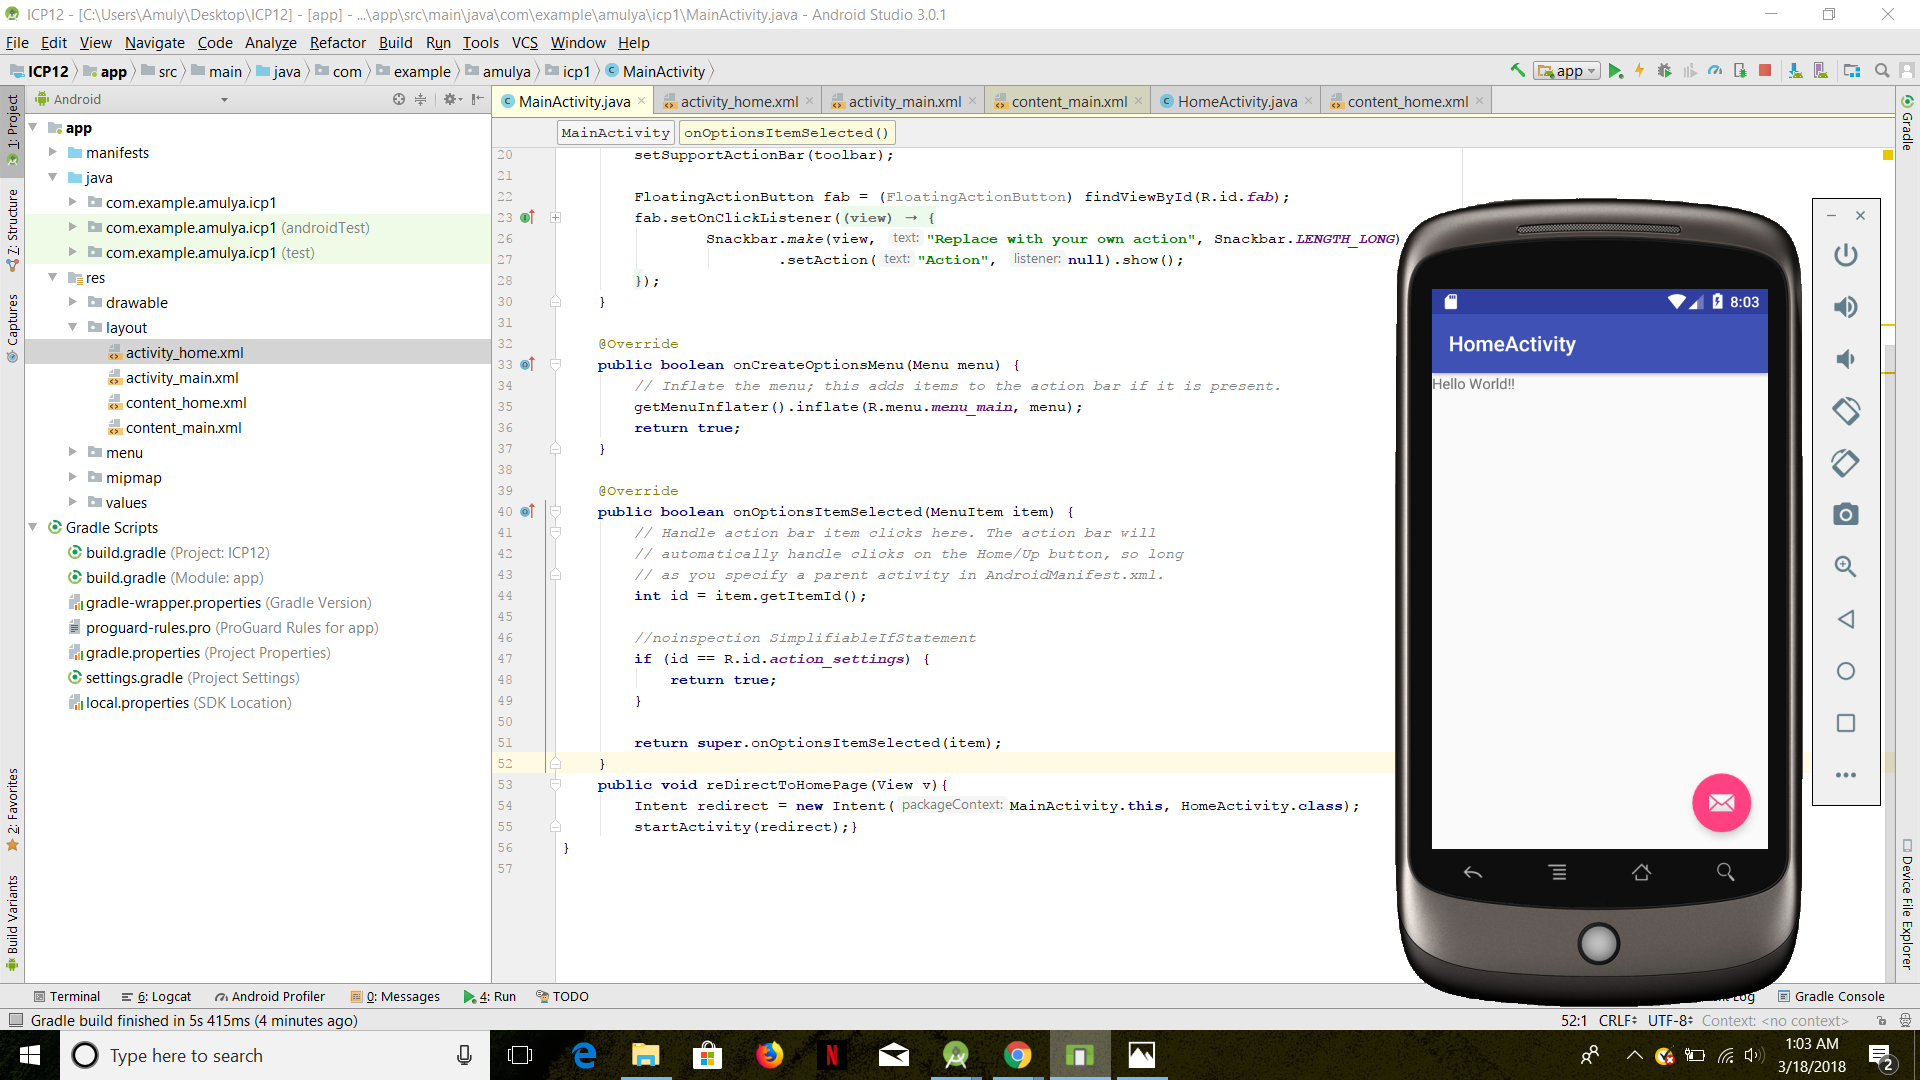 ICP12 - [C:\Users\Amuly\Desktop\ICP12] - [app] - ...\app\src\main\java\com\example\amulya\icp1\MainActivity.java - Android Studio 3.0.1
File Edit View Navigate Code Analyze Refactor Build Run Tools VCS Window Help
ICP12 app src main java com example amulya icp1 MainActivity
app
1: Project
7: Structure
Captures
2: Favorites
Build Variants
Android
app
manifests
java
com.example.amulya.icp1
com.example.amulya.icp1 (androidTest)
com.example.amulya.icp1 (test)
res
drawable
layout
activity_home.xml
activity_main.xml
content_home.xml
content_main.xml
menu
mipmap
values
Gradle Scripts
build.gradle (Project: ICP12)
build.gradle (Module: app)
gradle-wrapper.properties (Gradle Version)
proguard-rules.pro (ProGuard Rules for app)
gradle.properties (Project Properties)
settings.gradle (Project Settings)
local.properties (SDK Location)
MainActivity.java activity_home.xml activity_main.xml content_main.xml HomeActivity.java content_home.xml
MainActivity onOptionsItemSelected()
20 setSupportActionBar(toolbar);
21
22 FloatingActionButton fab = (FloatingActionButton) findViewById(R.id.fab);
23 fab.setOnClickListener((view) → {
26 Snackbar.make(view, text: "Replace with your own action", Snackbar.LENGTH_LONG)
27 .setAction( text: "Action", listener: null).show();
28 });
30 }
31
32 @Override
33 public boolean onCreateOptionsMenu(Menu menu) {
34 // Inflate the menu; this adds items to the action bar if it is present.
35 getMenuInflater().inflate(R.menu.menu_main, menu);
36 return true;
37 }
38
39 @Override
40 public boolean onOptionsItemSelected(MenuItem item) {
41 // Handle action bar item clicks here. The action bar will
42 // automatically handle clicks on the Home/Up button, so long
43 // as you specify a parent activity in AndroidManifest.xml.
44 int id = item.getItemId();
45
46 //noinspection SimplifiableIfStatement
47 if (id == R.id.action_settings) {
48 return true;
49 }
50
51 return super.onOptionsItemSelected(item);
52 }
53 public void reDirectToHomePage(View v){
54 Intent redirect = new Intent( packageContext: MainActivity.this, HomeActivity.class);
55 startActivity(redirect);}
56 }
57
8:03
HomeActivity
Hello World!!
Gradle
Device File Explorer
Terminal 6: Logcat Android Profiler 0: Messages 4: Run TODO Log Gradle Console
Gradle build finished in 5s 415ms (4 minutes ago)
52:1 CRLF UTF-8 Context: <no context>
Type here to search
N
1:03 AM
3/18/2018
2